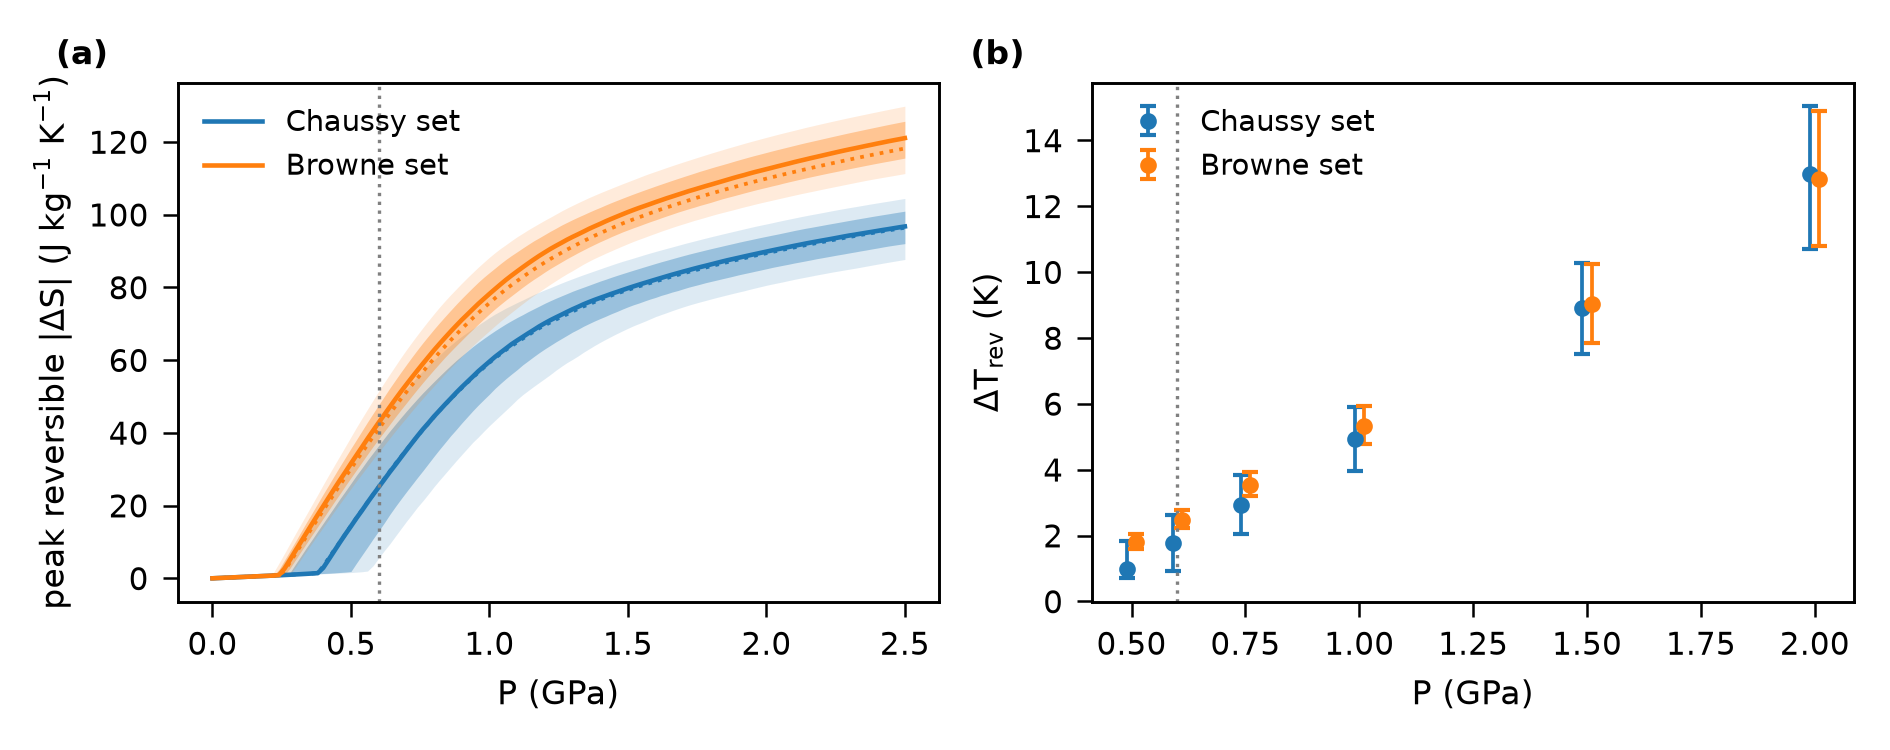 (a)
peak reversible |ΔS| (J kg⁻¹ K⁻¹)
Chaussy set
Browne set
120
100
80
60
40
20
0
0.0 0.5 1.0 1.5 2.0 2.5
P (GPa)
(b)
ΔTrev (K)
Chaussy set
Browne set
14
12
10
8
6
4
2
0
0.50 0.75 1.00 1.25 1.50 1.75 2.00
P (GPa)